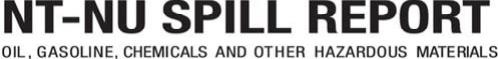 NT-NU SPILL REPORT
OIL, GASOLINE, CHEMICALS AND OTHER HAZARDOUS MATERIALS